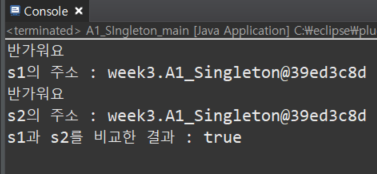 Console
<terminated> A1_Singleton_main [Java Application] C:￦eclipse￦plu
반가워요
s1의 주소 : week3.A1_Singleton@39ed3c8d
반가워요
s2의 주소 : week3.A1_Singleton@39ed3c8d
s1과 s2를 비교한 결과 : true